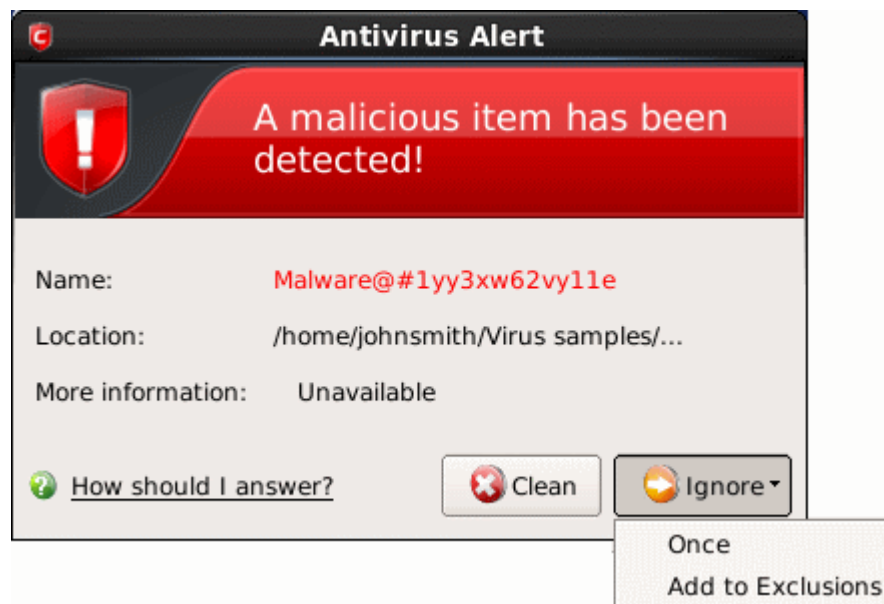 Antivirus Alert
A malicious item has been
detected!
Name: Malware@#1yy3xw62vy11e
Location: /home/johnsmith/Virus samples/...
More information: Unavailable
How should I answer? Clean Ignore
Once
Add to Exclusions